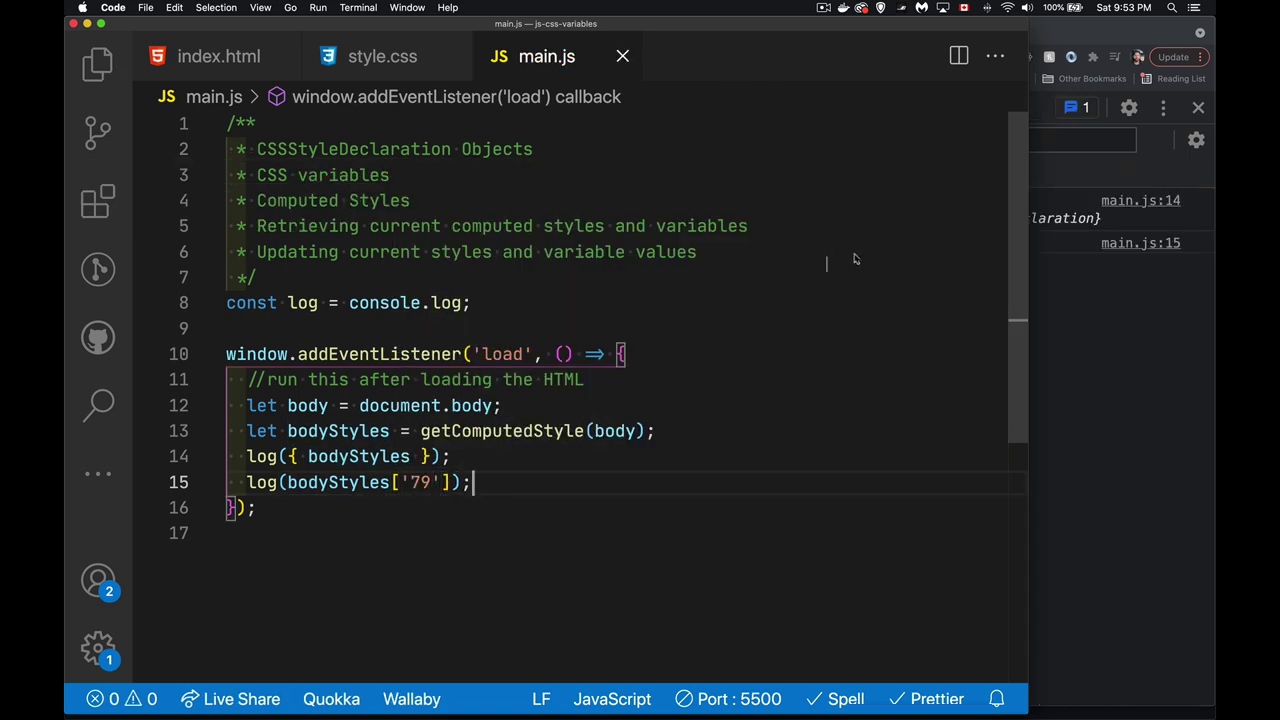 Code File Edit Selection View Go Run Terminal Window Help 100% Sat 9:53 PM
main.js — js-css-variables
index.html style.css JS main.js
Update
Other Bookmarks Reading List
JS main.js > window.addEventListener('load') callback
1
1 /**
2 * CSSStyleDeclaration Objects
3 * CSS variables
4 * Computed Styles
5 * Retrieving current computed styles and variables
6 * Updating current styles and variable values
7 */
8 const log = console.log;
9
10 window.addEventListener('load', () => {
11 //run this after loading the HTML
12 let body = document.body;
13 let bodyStyles = getComputedStyle(body);
14 log({ bodyStyles });
15 log(bodyStyles['79']);
16 });
17
main.js:14
laration}
main.js:15
2
1
0 0 Live Share Quokka Wallaby LF JavaScript Port : 5500 Spell Prettier